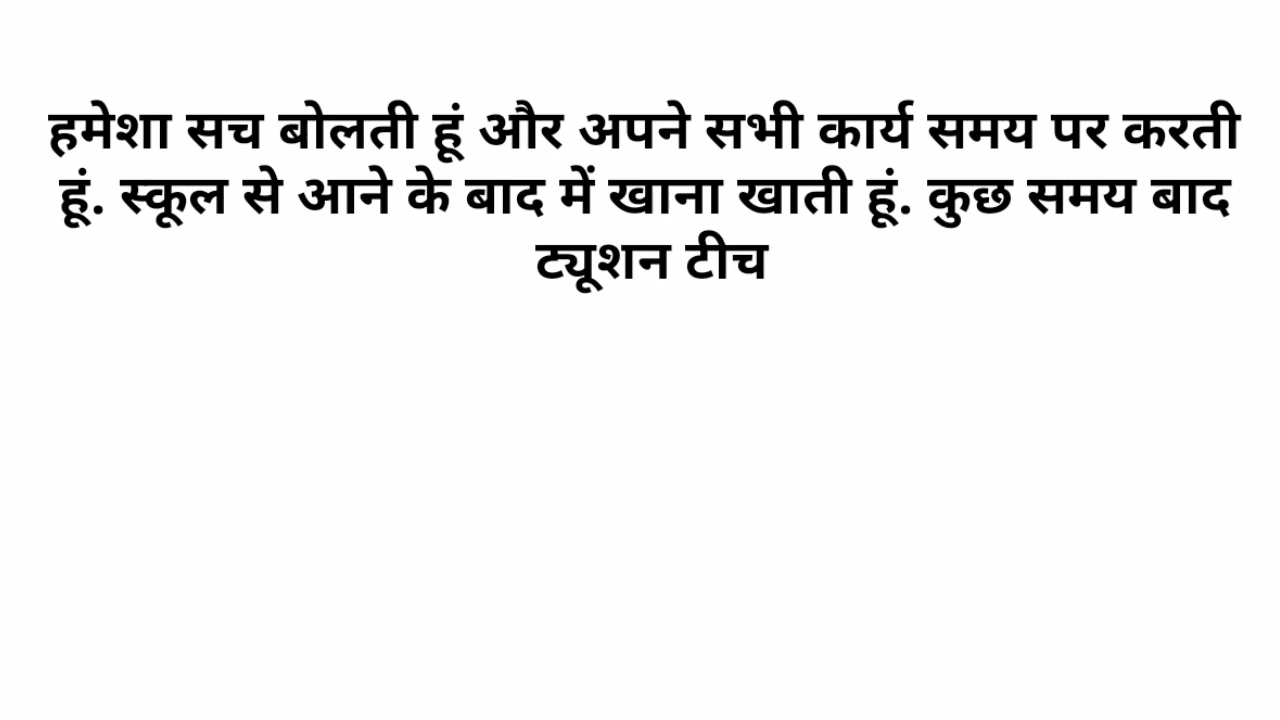 हमेशा सच बोलती हूं और अपने सभी कार्य समय पर करती
हूं. स्कूल से आने के बाद में खाना खाती हूं. कुछ समय बाद
ट्यूशन टीच